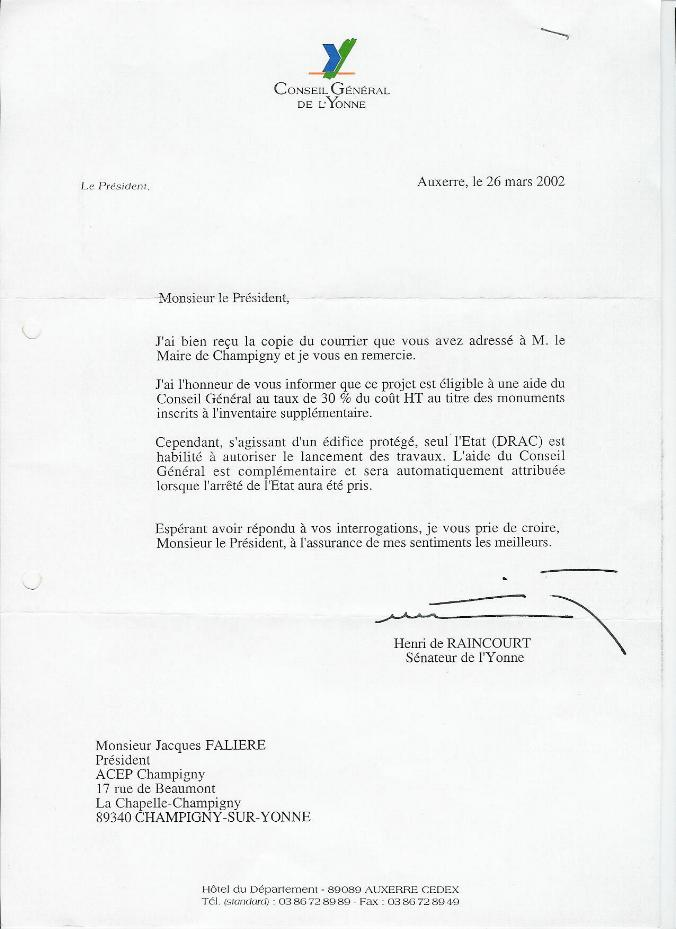 CONSEIL GÉNÉRAL
DE L'YONNE
Le Président,
Auxerre, le 26 mars 2002
Monsieur le Président,
J'ai bien reçu la copie du courrier que vous avez adressé à M. le
Maire de Champigny et je vous en remercie.
J'ai l'honneur de vous informer que ce projet est éligible à une aide du
Conseil Général au taux de 30 % du coût HT au titre des monuments
inscrits à l'inventaire supplémentaire.
Cependant, s'agissant d'un édifice protégé, seul l'Etat (DRAC) est
habilité à autoriser le lancement des travaux. L'aide du Conseil
Général est complémentaire et sera automatiquement attribuée
lorsque l'arrêté de l'Etat aura été pris.
Espérant avoir répondu à vos interrogations, je vous prie de croire,
Monsieur le Président, à l'assurance de mes sentiments les meilleurs.
Henri de RAINCOURT
Sénateur de l'Yonne
Monsieur Jacques FALIERE
Président
ACEP Champigny
17 rue de Beaumont
La Chapelle-Champigny
89340 CHAMPIGNY-SUR-YONNE
Hôtel du Département - 89089 AUXERRE CEDEX
Tél. (standard) : 03 86 72 89 89 - Fax : 03 86 72 89 49